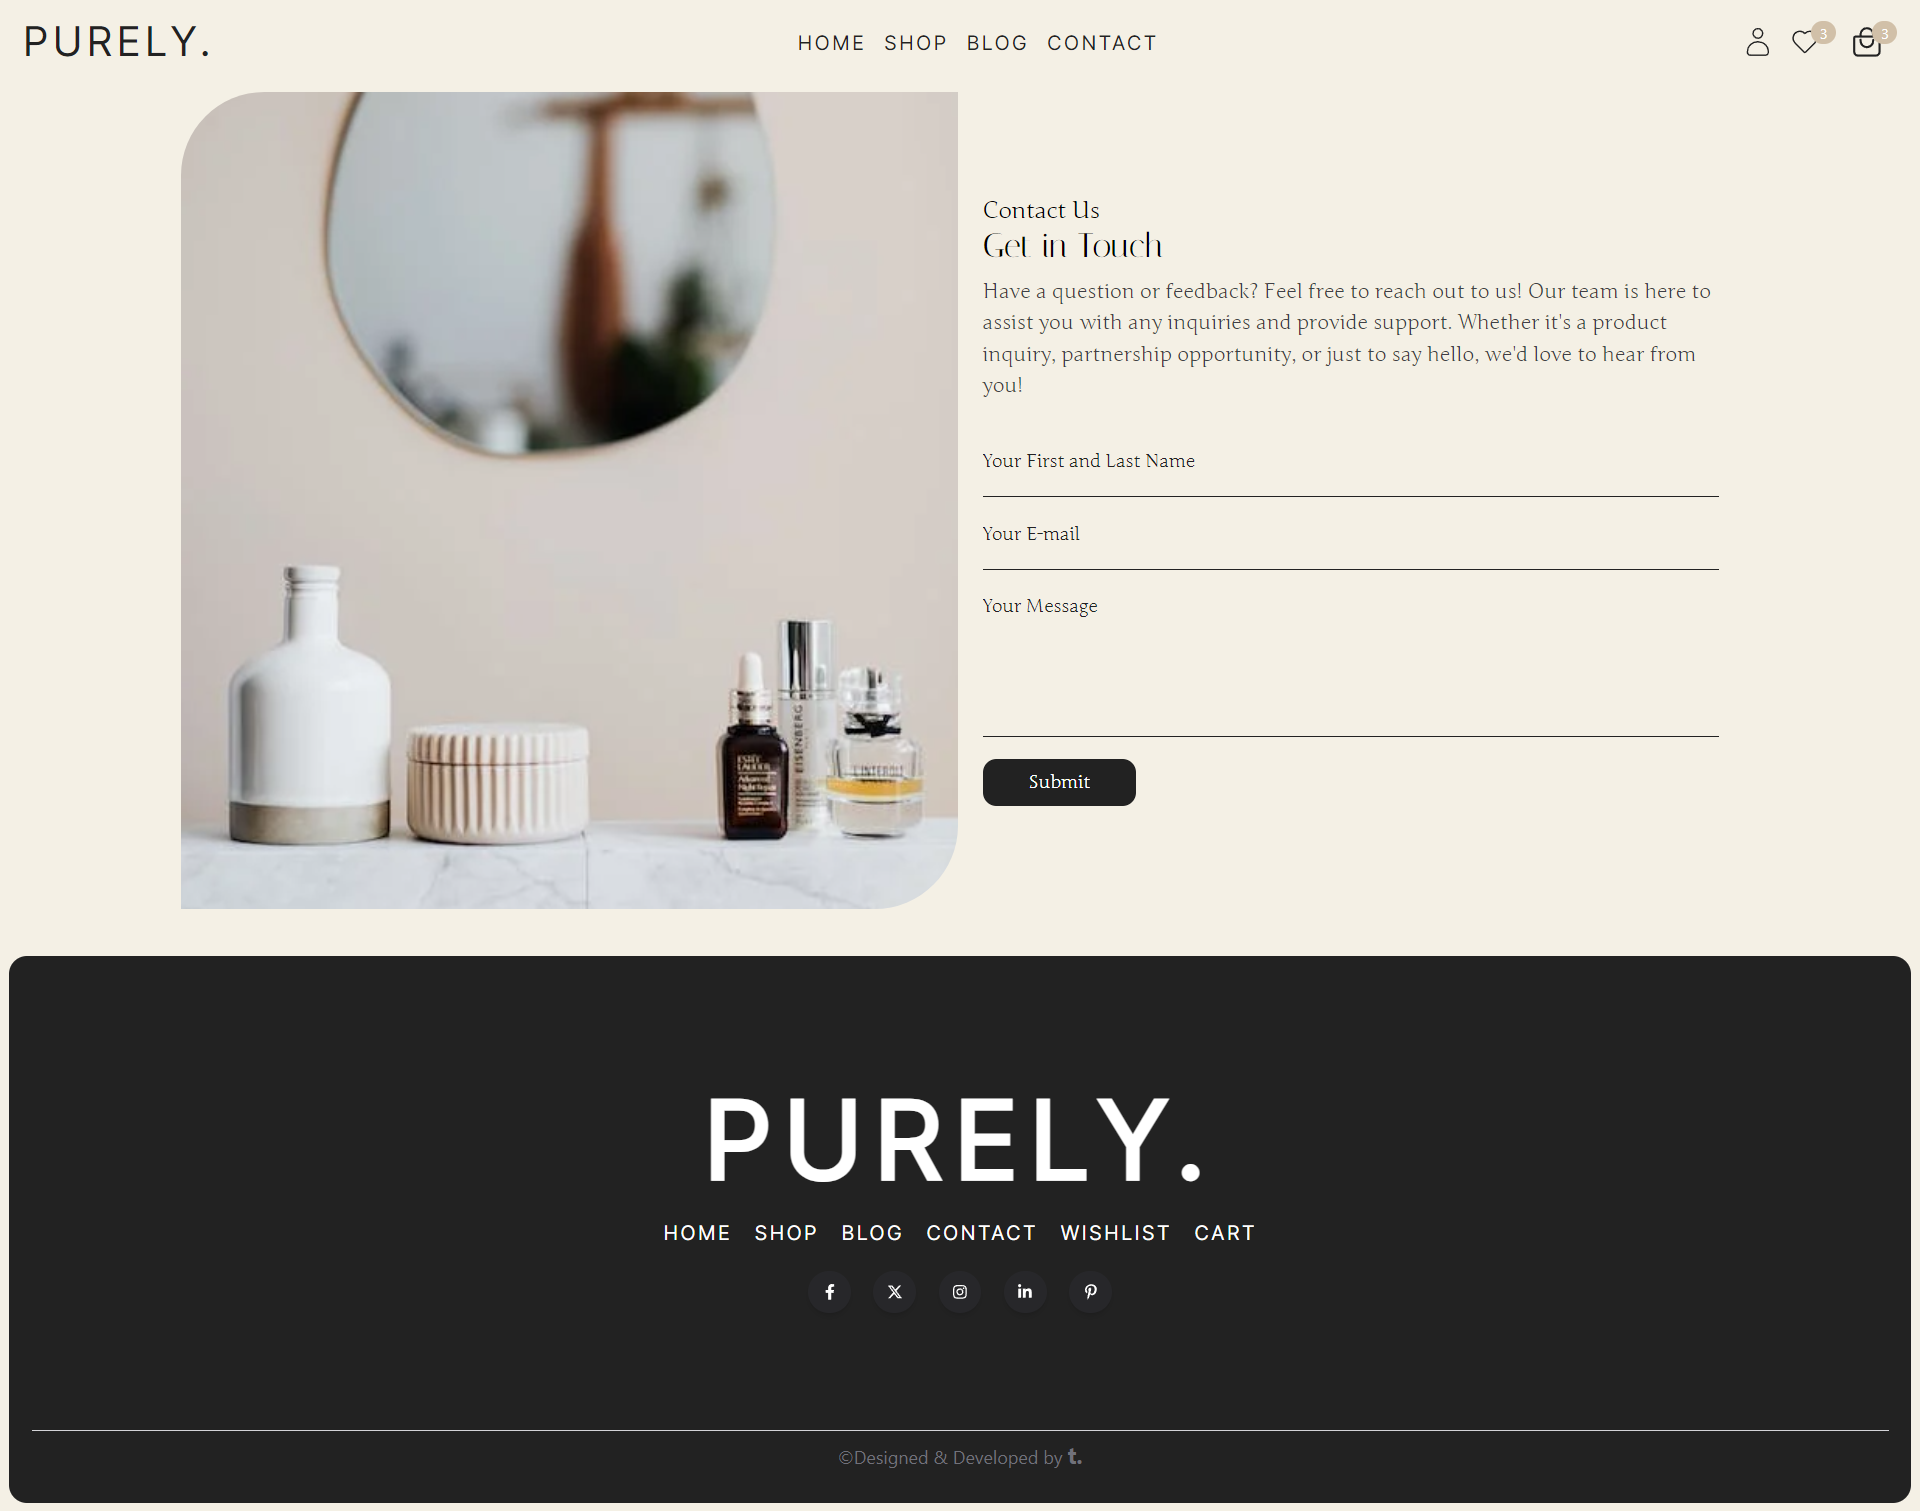 PURELY.
HOME SHOP BLOG CONTACT
3
3
Contact Us
Get in Touch
Have a question or feedback? Feel free to reach out to us! Our team is here to
assist you with any inquiries and provide support. Whether it's a product
inquiry, partnership opportunity, or just to say hello, we'd love to hear from
you!
Your First and Last Name
Your E-mail
Your Message
Submit
ESTĒE
LAUDER
Advanced
Night Repair
EISENBERG
L'INTERDIT
PURELY.
HOME SHOP BLOG CONTACT WISHLIST CART
©Designed & Developed by t.